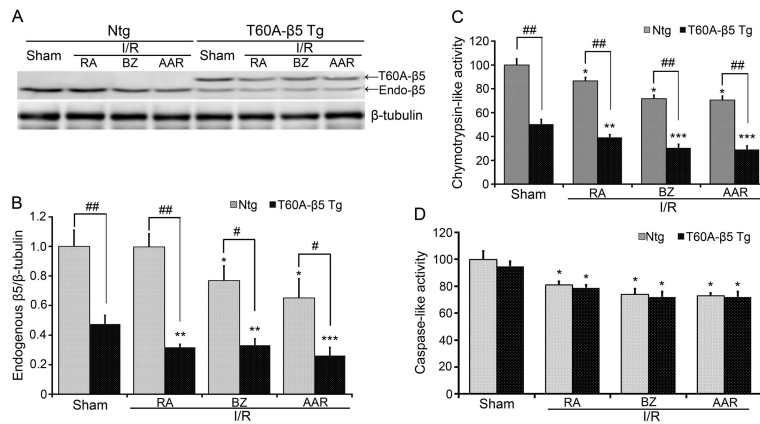 A
Ntg
T60A-β5 Tg
I/R
I/R
Sham
RA
BZ
AAR
Sham
RA
BZ
AAR
T60A-β5
Endo-β5
β-tubulin
B
Ntg
T60A-β5 Tg
Endogenous β5/β-tubulin
1.2
1.0
0.8
0.6
0.4
0.2
0
##
##
#
#
**
*
**
*
***
Sham
RA
BZ
AAR
I/R
C
Ntg
T60A-β5 Tg
Chymotrypsin-like activity
120
100
80
60
40
20
0
##
##
##
##
*
**
*
***
*
***
Sham
RA
BZ
AAR
I/R
D
Ntg
T60A-β5 Tg
Caspase-like activity
120
100
80
60
40
20
0
*
*
*
*
*
*
Sham
RA
BZ
AAR
I/R